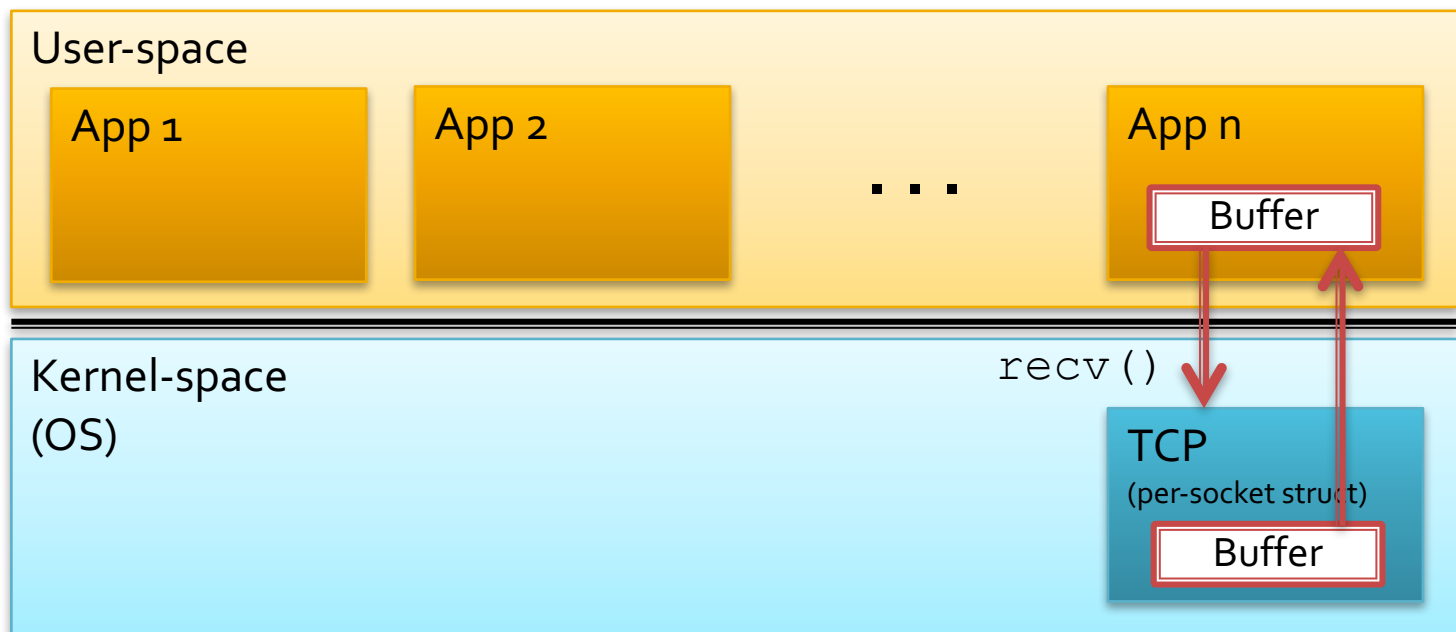 User-space
App 1
App 2
. . .
App n
Buffer
Kernel-space
(OS)
recv()
TCP
(per-socket struct)
Buffer